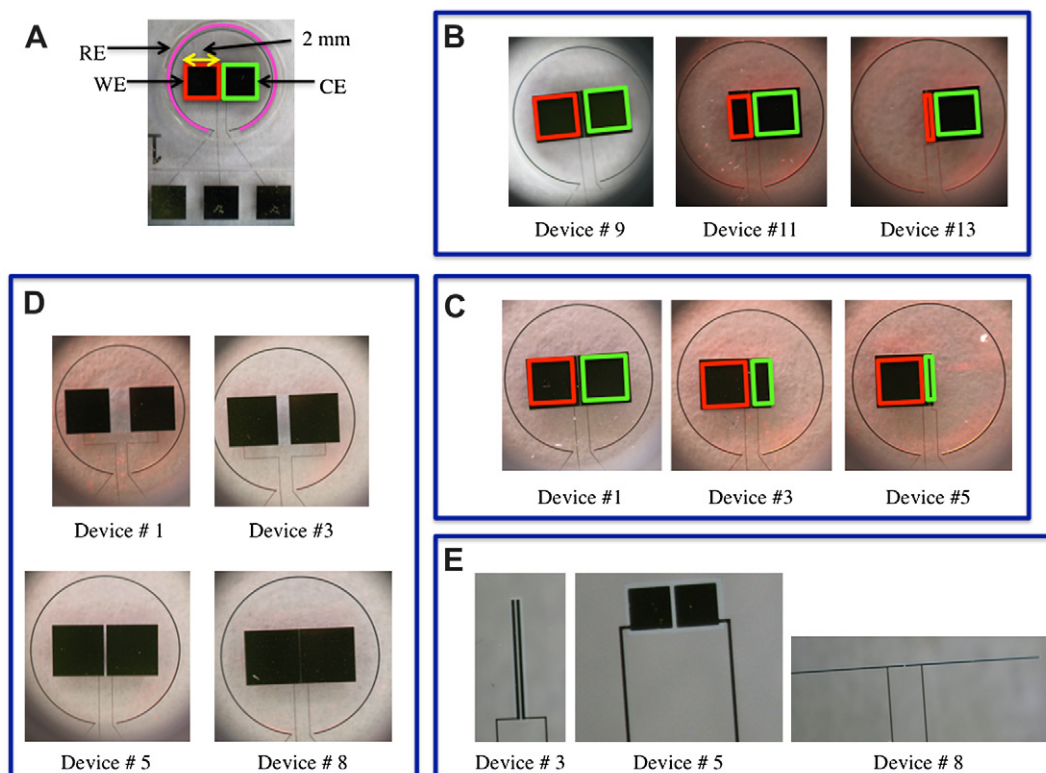 A
RE
2 mm
WE
CE
B
Device # 9
Device #11
Device #13
D
Device # 1
Device #3
Device # 5
Device # 8
C
Device #1
Device #3
Device #5
E
Device # 3
Device # 5
Device # 8